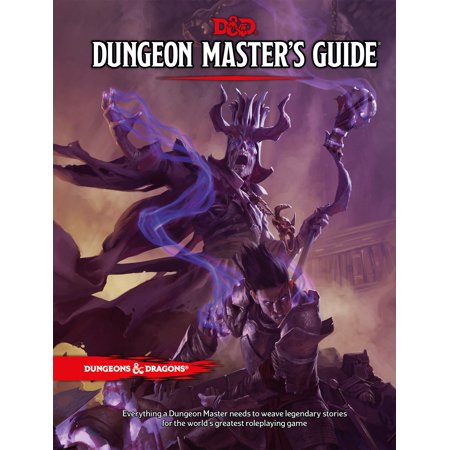 D&D
DUNGEON MASTER'S GUIDE®
DUNGEONS & DRAGONS®
Everything a Dungeon Master needs to weave legendary stories
for the world's greatest roleplaying game